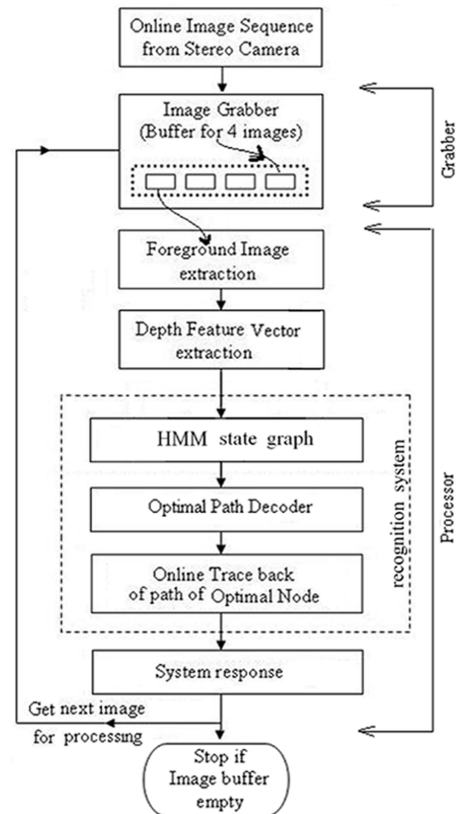 Online Image Sequence
from Stereo Camera
Image Grabber
(Buffer for 4 images)
Grabber
Foreground Image
extraction
Depth Feature Vector
extraction
HMM state graph
Optimal Path Decoder
Online Trace back
of path of Optimal Node
recognition system
Processor
System response
Get next image
for processing
Stop if
Image buffer
empty